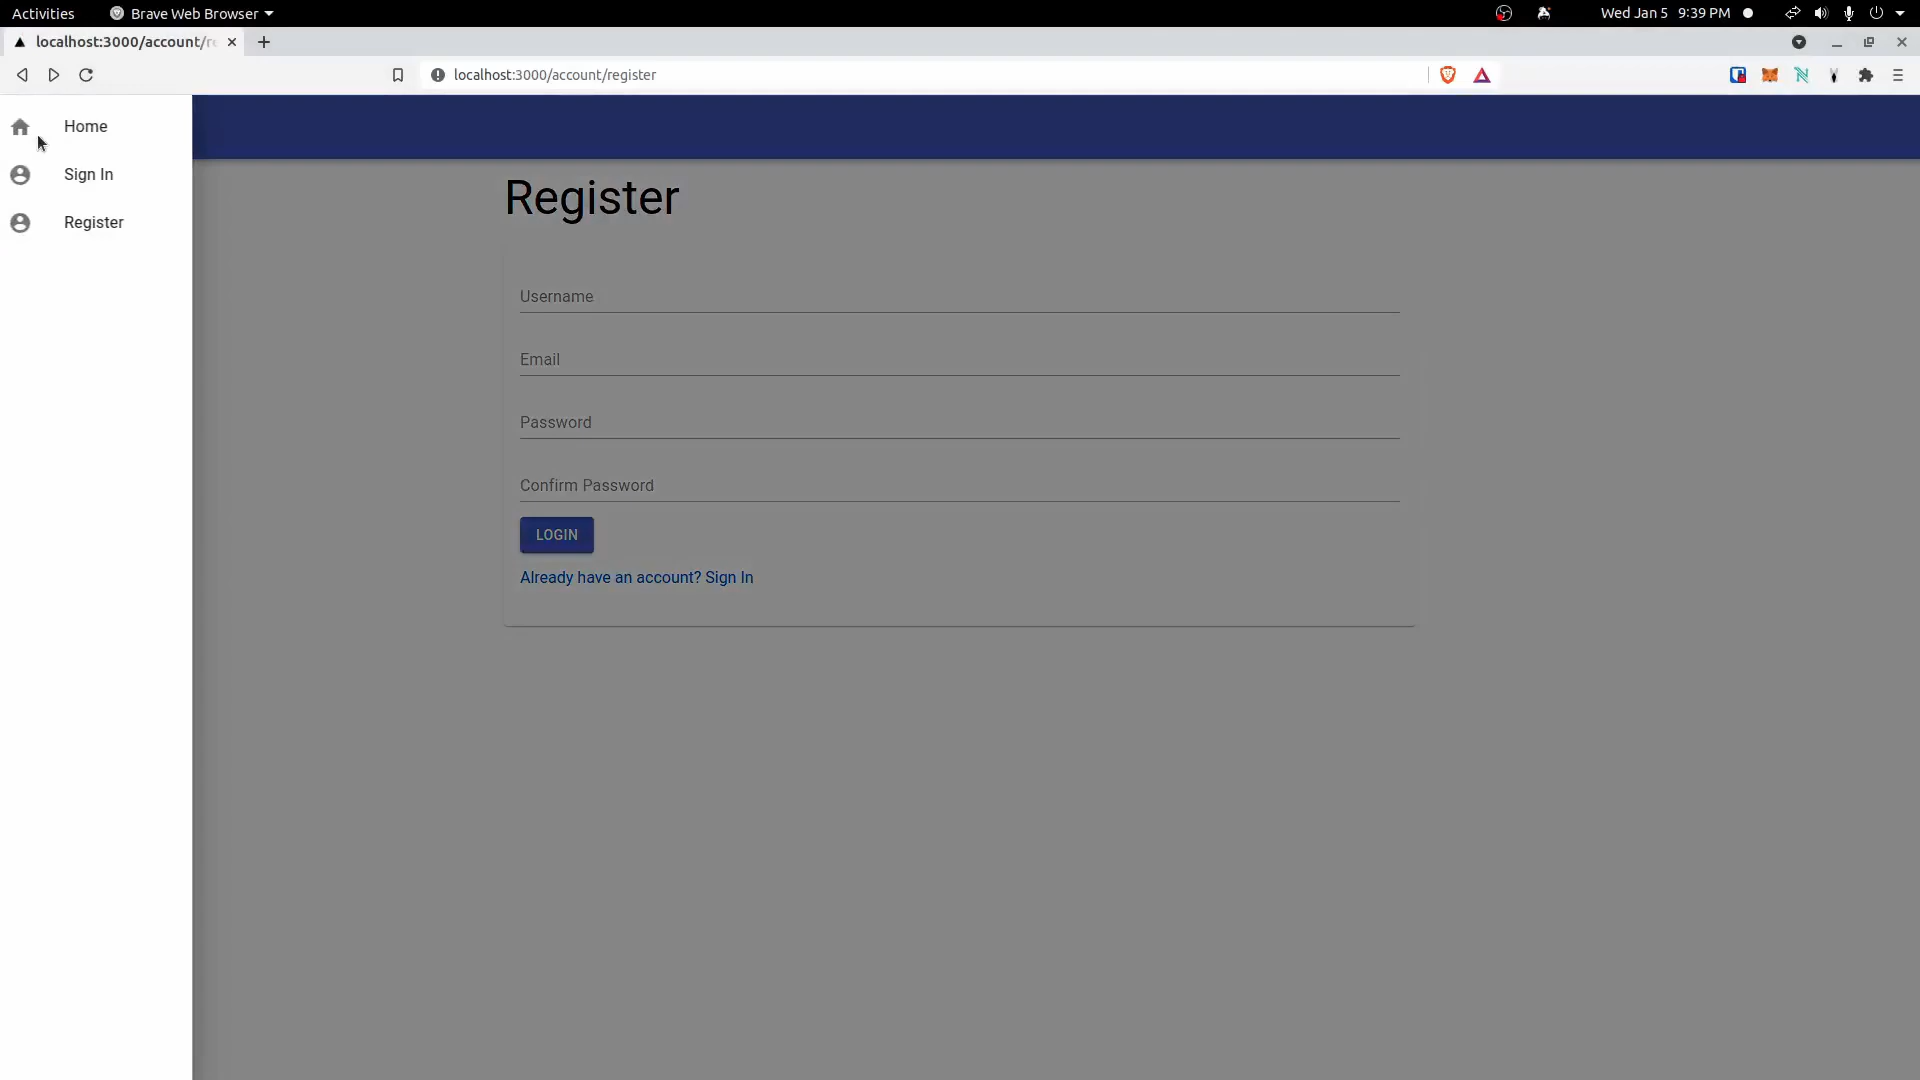 Activities
Brave Web Browser
Wed Jan 5 9:39 PM
localhost:3000/account/re
localhost:3000/account/register
Home
Sign In
Register
Register
Username
Email
Password
Confirm Password
LOGIN
Already have an account? Sign In